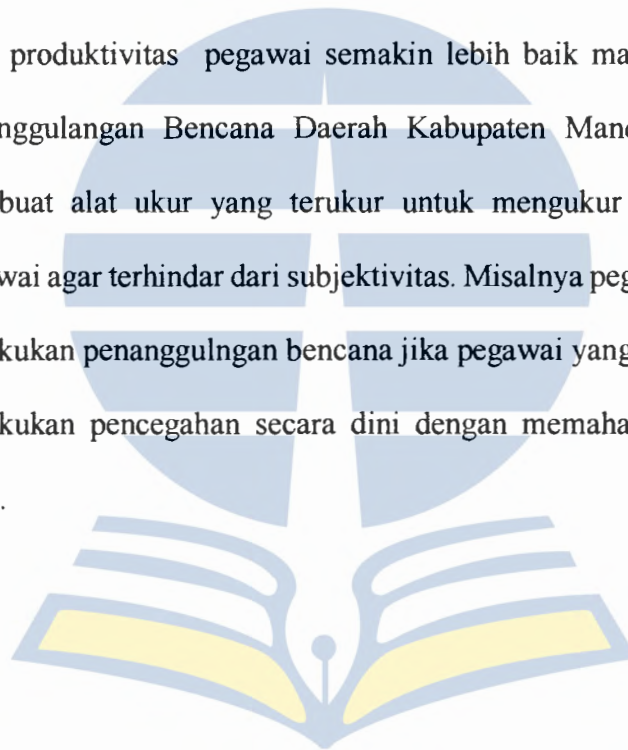 produktivitas pegawai semakin lebih baik ma
nggulangan Bencana Daerah Kabupaten Mand
buat alat ukur yang terukur untuk mengukur
wai agar terhindar dari subjektivitas. Misalnya peg
kukan penanggulngan bencana jika pegawai yang
kukan pencegahan secara dini dengan memaha
.